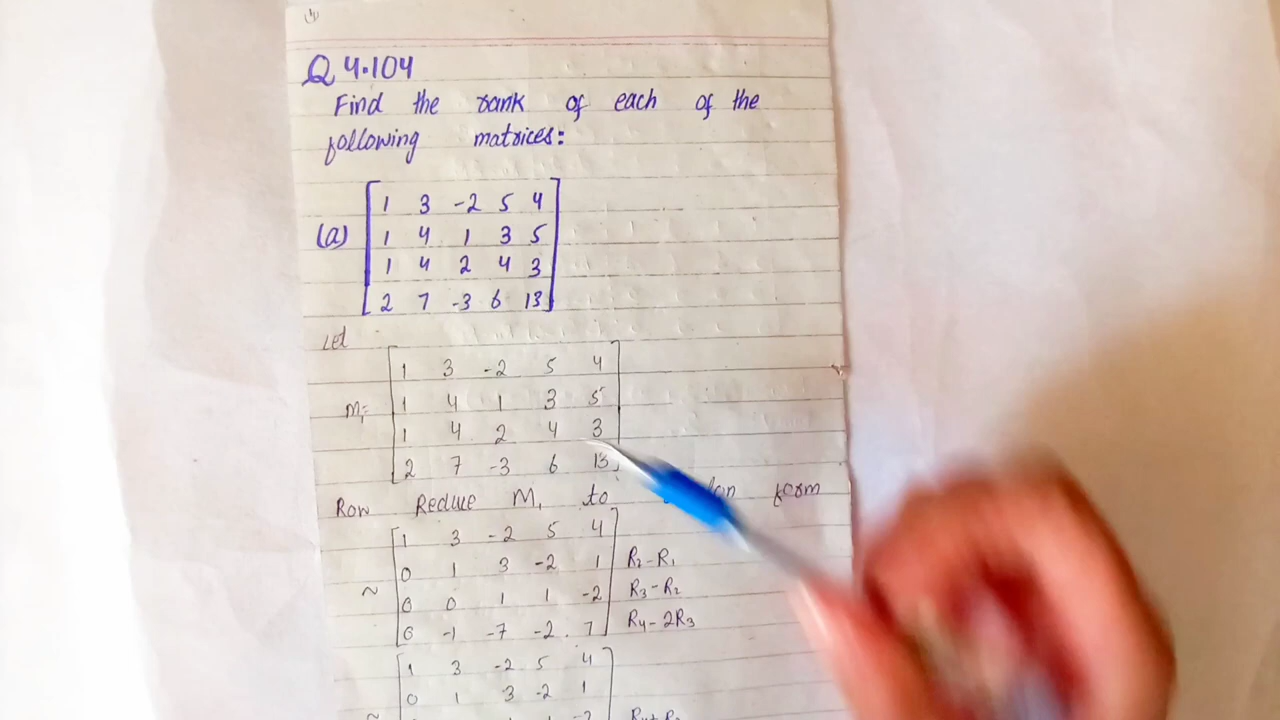 Q 4.104
Find the rank of each of the
following matrices:
(a)
1 3 -2 5 4
1 4 1 3 5
1 4 2 4 3
2 7 -3 6 13
Let
M₁=
1 3 -2 5 4
1 4 1 3 5
1 4 2 4 3
2 7 -3 6 13
Row Reduce M₁ to form
~
1 3 -2 5 4
0 1 3 -2 1 R₂-R₁
0 0 1 1 -2 R₃-R₂
0 -1 -7 -2 7 R₄-2R₃
~
1 3 -2 5 4
0 1 3 -2 1